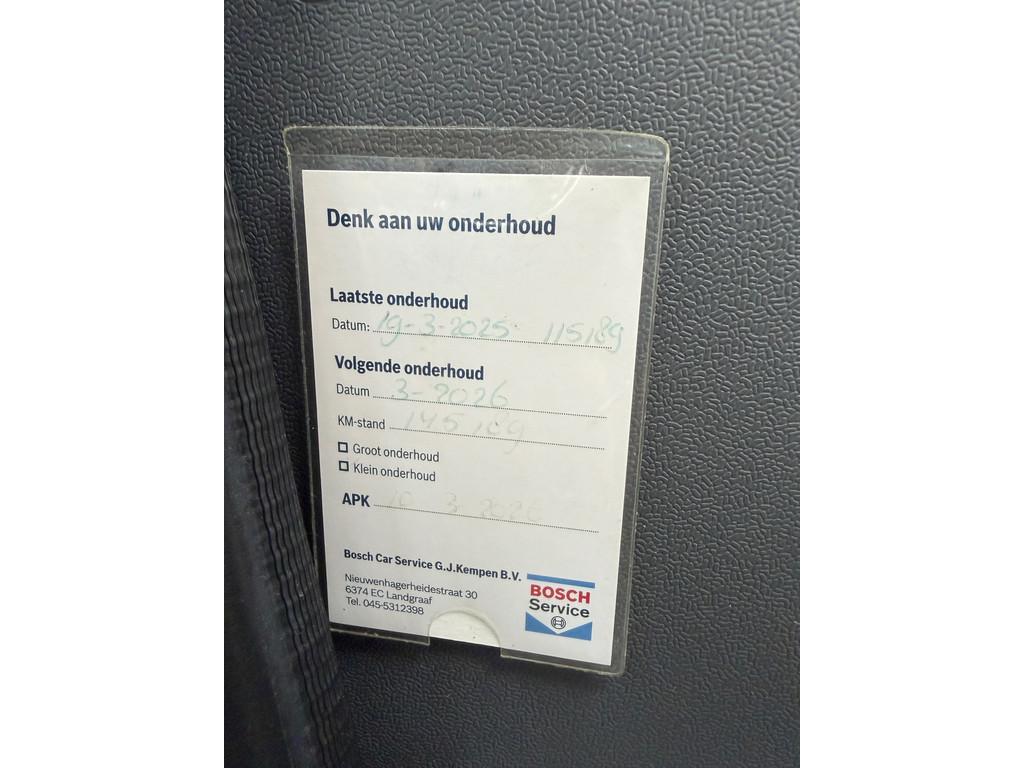 Denk aan uw onderhoud
Laatste onderhoud
Datum: 19-3-2025 115189
Volgende onderhoud
Datum 3-2026
KM-stand 145189
Groot onderhoud
Klein onderhoud
APK 10 3-2026
Bosch Car Service G.J.Kempen B.V.
Nieuwenhagerheidestraat 30
6374 EC Landgraaf
Tel. 045-5312398
BOSCH
Service